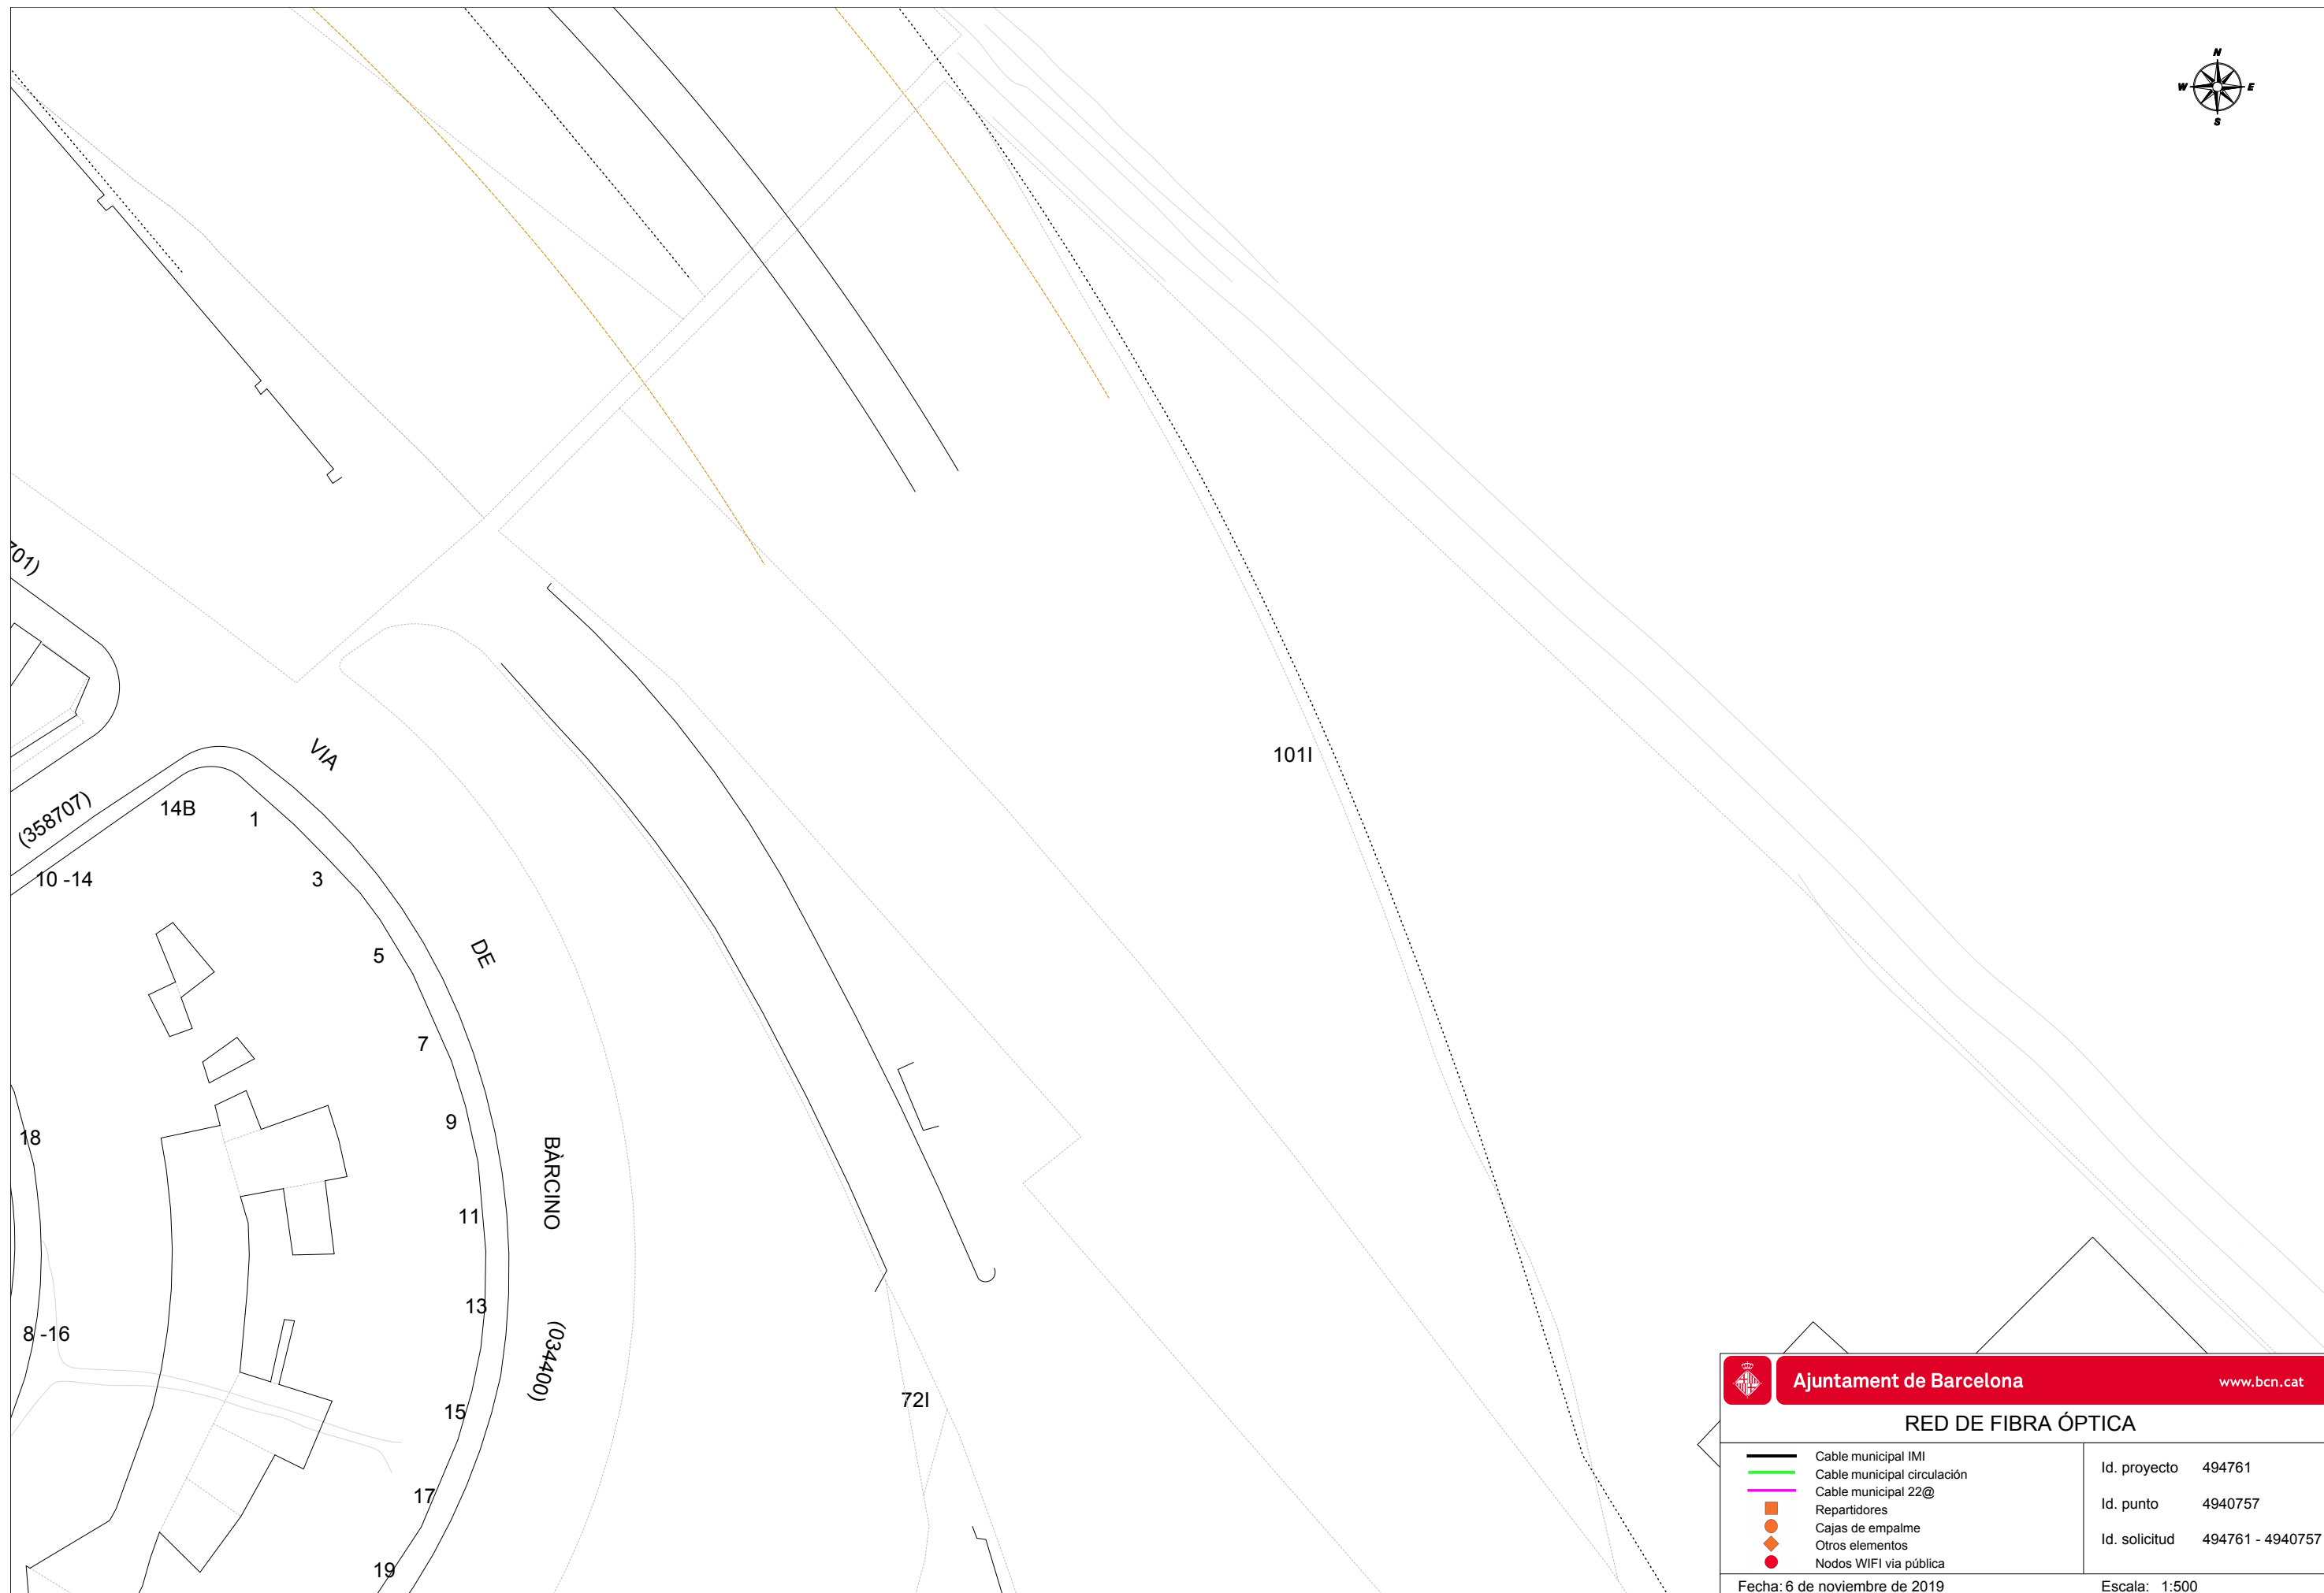 N
W E
S
701)
VIA
(358707)
14B
1
10 -14
3
5
DE
7
9
18
BÀRCINO
11
13
8 -16
(034400)
15
17
19
101I
72I
Ajuntament de Barcelona
www.bcn.cat
RED DE FIBRA ÓPTICA
Cable municipal IMI
Cable municipal circulación
Cable municipal 22@
Repartidores
Cajas de empalme
Otros elementos
Nodos WIFI via pública
Id. proyecto 494761
Id. punto 4940757
Id. solicitud 494761 - 4940757
Fecha: 6 de noviembre de 2019
Escala: 1:500